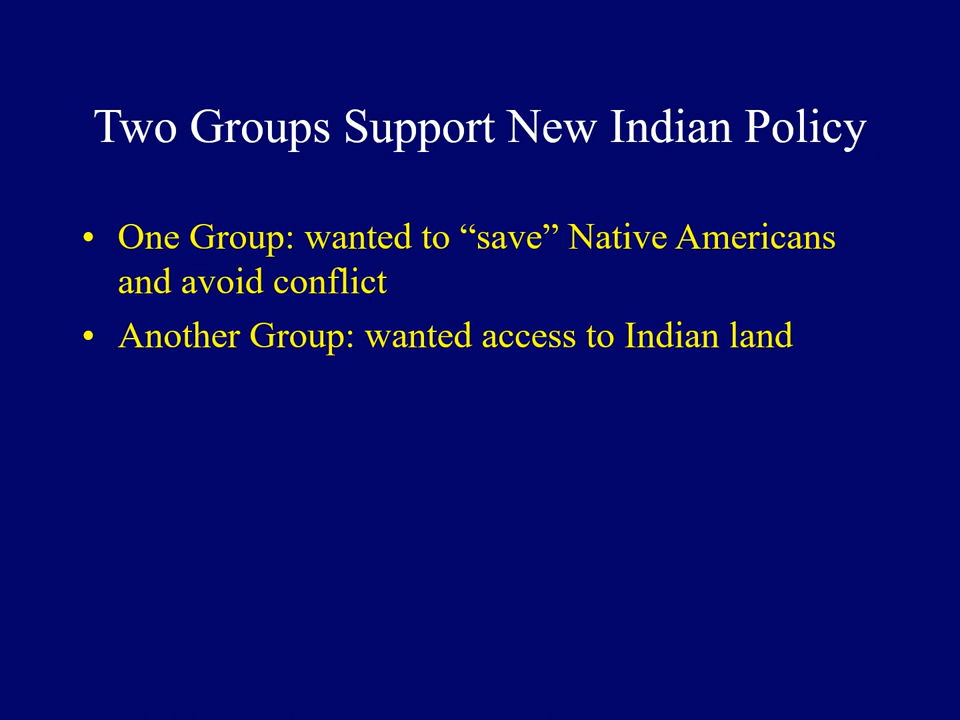 Two Groups Support New Indian Policy
• One Group: wanted to “save” Native Americans
and avoid conflict
• Another Group: wanted access to Indian land